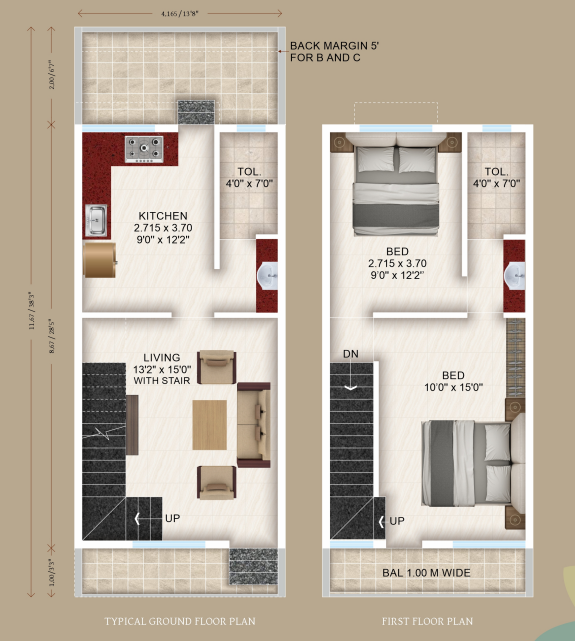 4.165 /13'8"
2.00/6'7"
BACK MARGIN 5'
FOR B AND C
TOL.
4'0" x 7'0"
KITCHEN
2.715 x 3.70
9'0" x 12'2"
11.67 / 38'3"
8.67 / 28'5"
LIVING
13'2" x 15'0"
WITH STAIR
UP
1.00/3'3"
TYPICAL GROUND FLOOR PLAN
TOL.
4'0" x 7'0"
BED
2.715 x 3.70
9'0" x 12'2"
DN
BED
10'0" x 15'0"
UP
BAL 1.00 M WIDE
FIRST FLOOR PLAN